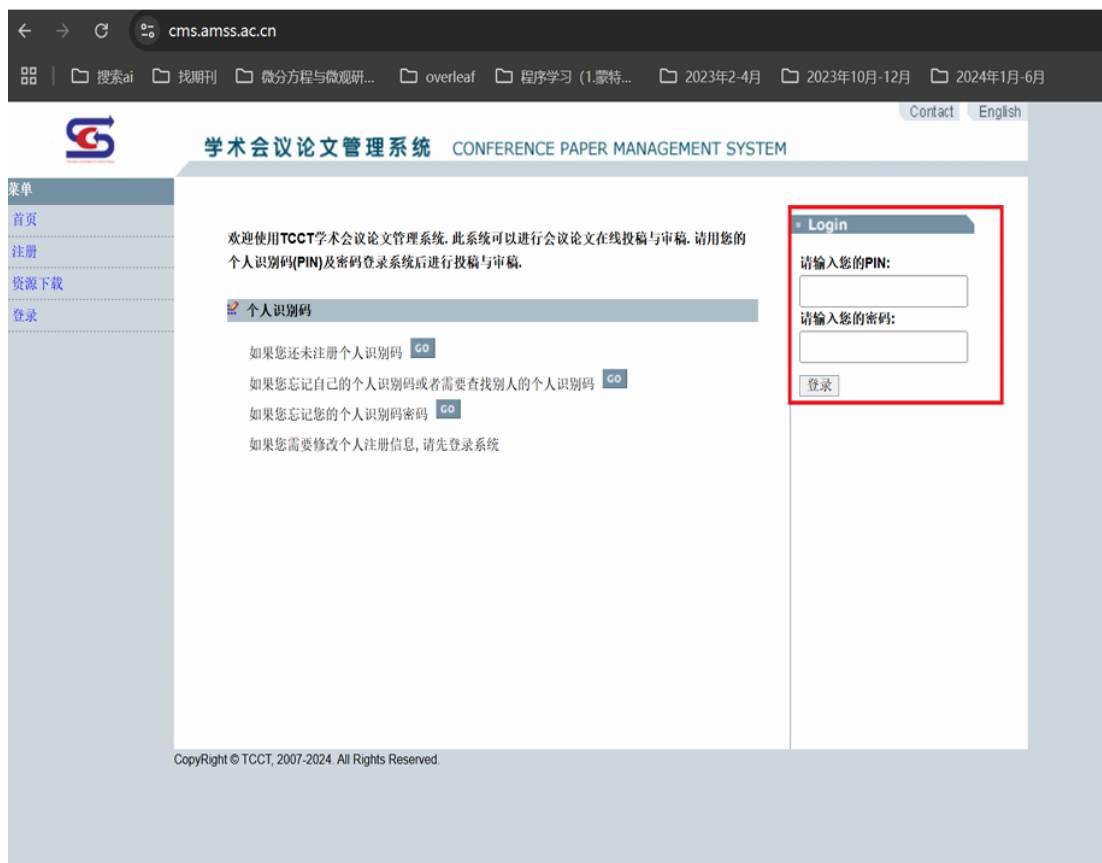 cms.amss.ac.cn
搜索ai 找期刊 微分方程与微观研... overleaf 程序学习（1.蒙特... 2023年2-4月 2023年10月-12月 2024年1月-6月
Contact English
学术会议论文管理系统 CONFERENCE PAPER MANAGEMENT SYSTEM
菜单
首页
注册
资源下载
登录
欢迎使用TCCT学术会议论文管理系统. 此系统可以进行会议论文在线投稿与审稿. 请用您的
个人识别码(PIN)及密码登录系统后进行投稿与审稿.
个人识别码
如果您还未注册个人识别码 GO
如果您忘记自己的个人识别码或者需要查找别人的个人识别码 GO
如果您忘记您的个人识别码密码 GO
如果您需要修改个人注册信息, 请先登录系统
Login
请输入您的PIN:
请输入您的密码:
登录
CopyRight © TCCT, 2007-2024. All Rights Reserved.